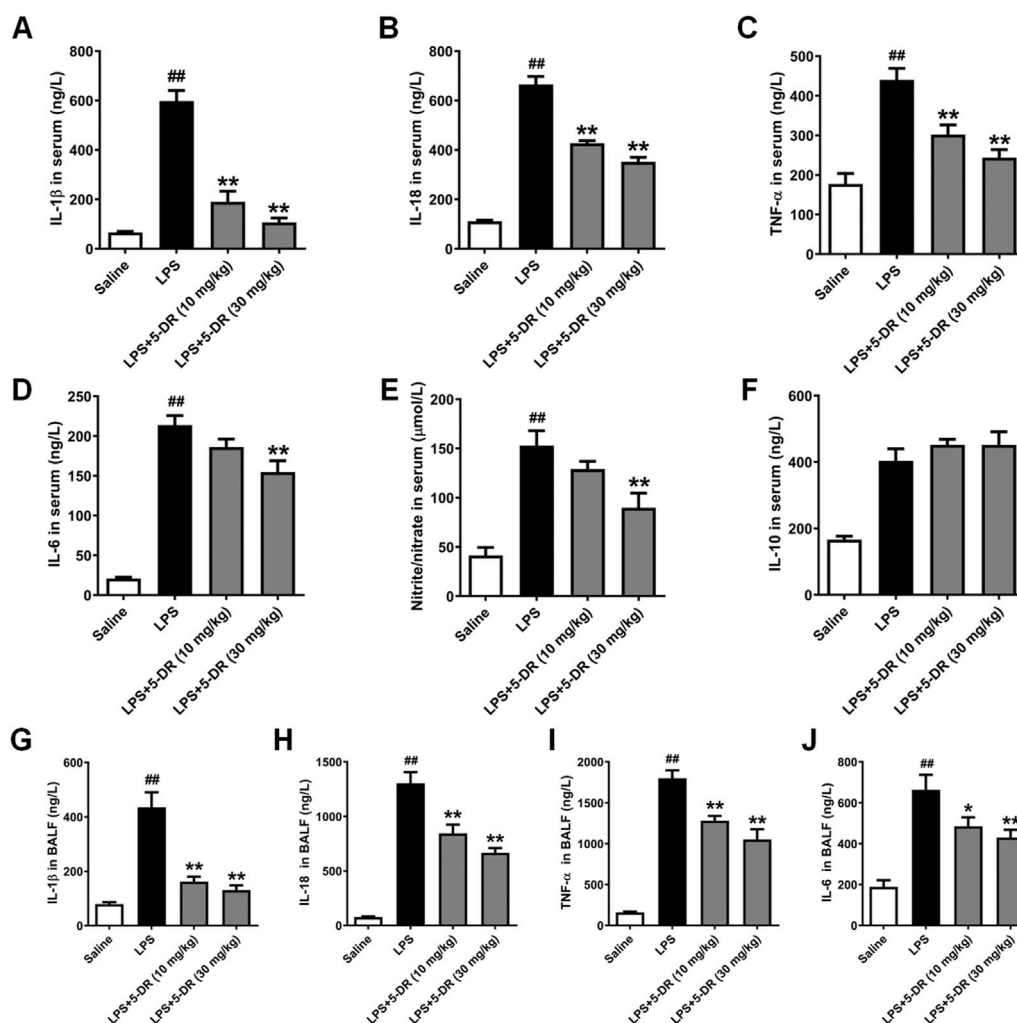 A
IL-1β in serum (ng/L)
800
600
400
200
0
##
**
**
Saline
LPS
LPS+5-DR (10 mg/kg)
LPS+5-DR (30 mg/kg)
B
IL-18 in serum (ng/L)
800
600
400
200
0
##
**
**
Saline
LPS
LPS+5-DR (10 mg/kg)
LPS+5-DR (30 mg/kg)
C
TNF-α in serum (ng/L)
500
400
300
200
100
0
##
**
**
Saline
LPS
LPS+5-DR (10 mg/kg)
LPS+5-DR (30 mg/kg)
D
IL-6 in serum (ng/L)
250
200
150
100
50
0
##
**
Saline
LPS
LPS+5-DR (10 mg/kg)
LPS+5-DR (30 mg/kg)
E
Nitrite/nitrate in serum (μmol/L)
200
150
100
50
0
##
**
Saline
LPS
LPS+5-DR (10 mg/kg)
LPS+5-DR (30 mg/kg)
F
IL-10 in serum (ng/L)
600
400
200
0
Saline
LPS
LPS+5-DR (10 mg/kg)
LPS+5-DR (30 mg/kg)
G
IL-1β in BALF (ng/L)
600
400
200
0
##
**
**
Saline
LPS
LPS+5-DR (10 mg/kg)
LPS+5-DR (30 mg/kg)
H
IL-18 in BALF (ng/L)
1500
1000
500
0
##
**
**
Saline
LPS
LPS+5-DR (10 mg/kg)
LPS+5-DR (30 mg/kg)
I
TNF-α in BALF (ng/L)
2000
1500
1000
500
0
##
**
**
Saline
LPS
LPS+5-DR (10 mg/kg)
LPS+5-DR (30 mg/kg)
J
IL-6 in BALF (ng/L)
800
600
400
200
0
##
*
**
Saline
LPS
LPS+5-DR (10 mg/kg)
LPS+5-DR (30 mg/kg)